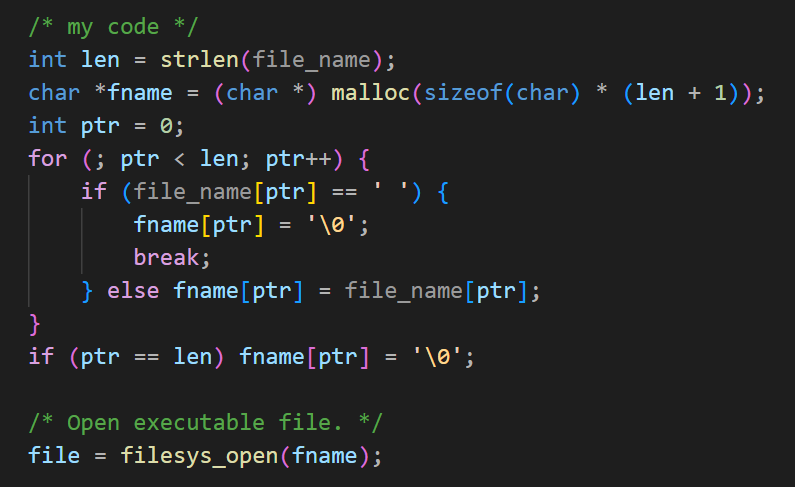 /* my code */
int len = strlen(file_name);
char *fname = (char *) malloc(sizeof(char) * (len + 1));
int ptr = 0;
for (; ptr < len; ptr++) {
    if (file_name[ptr] == ' ') {
        fname[ptr] = '\0';
        break;
    } else fname[ptr] = file_name[ptr];
}
if (ptr == len) fname[ptr] = '\0';

/* Open executable file. */
file = filesys_open(fname);